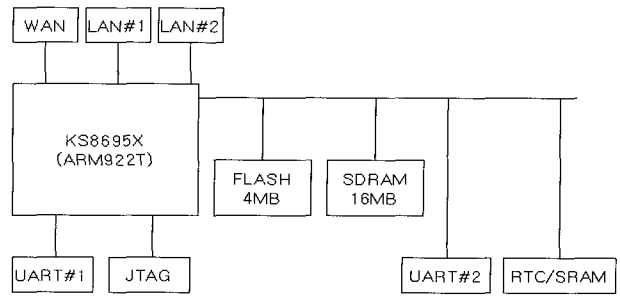 WAN
LAN#1
LAN#2
KS8695X
(ARM922T)
FLASH
4MB
SDRAM
16MB
UART#1
JTAG
UART#2
RTC/SRAM